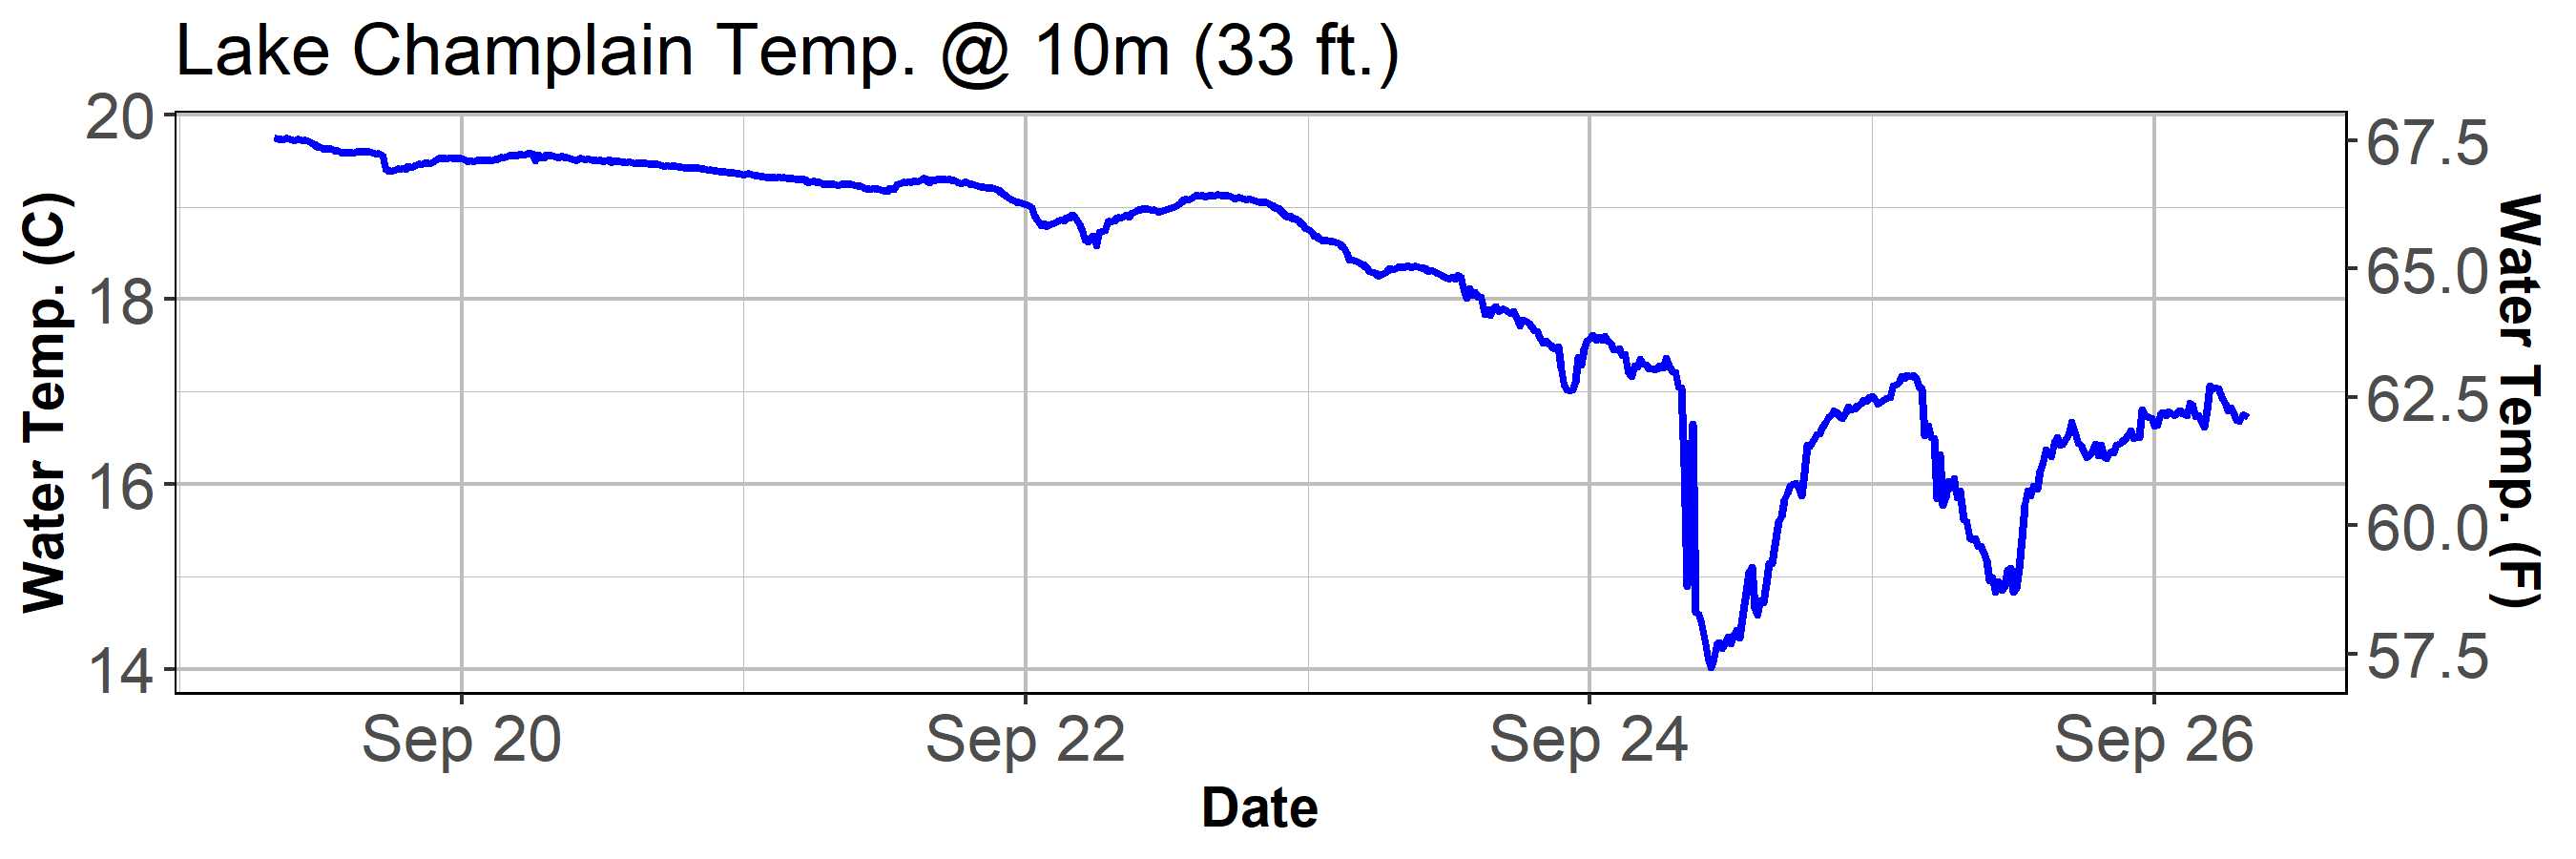 Lake Champlain Temp. @ 10m (33 ft.)
Water Temp. (C)
20
18
16
14
67.5
65.0
62.5
60.0
57.5
Water Temp. (F)
Sep 20 Sep 22 Sep 24 Sep 26
Date